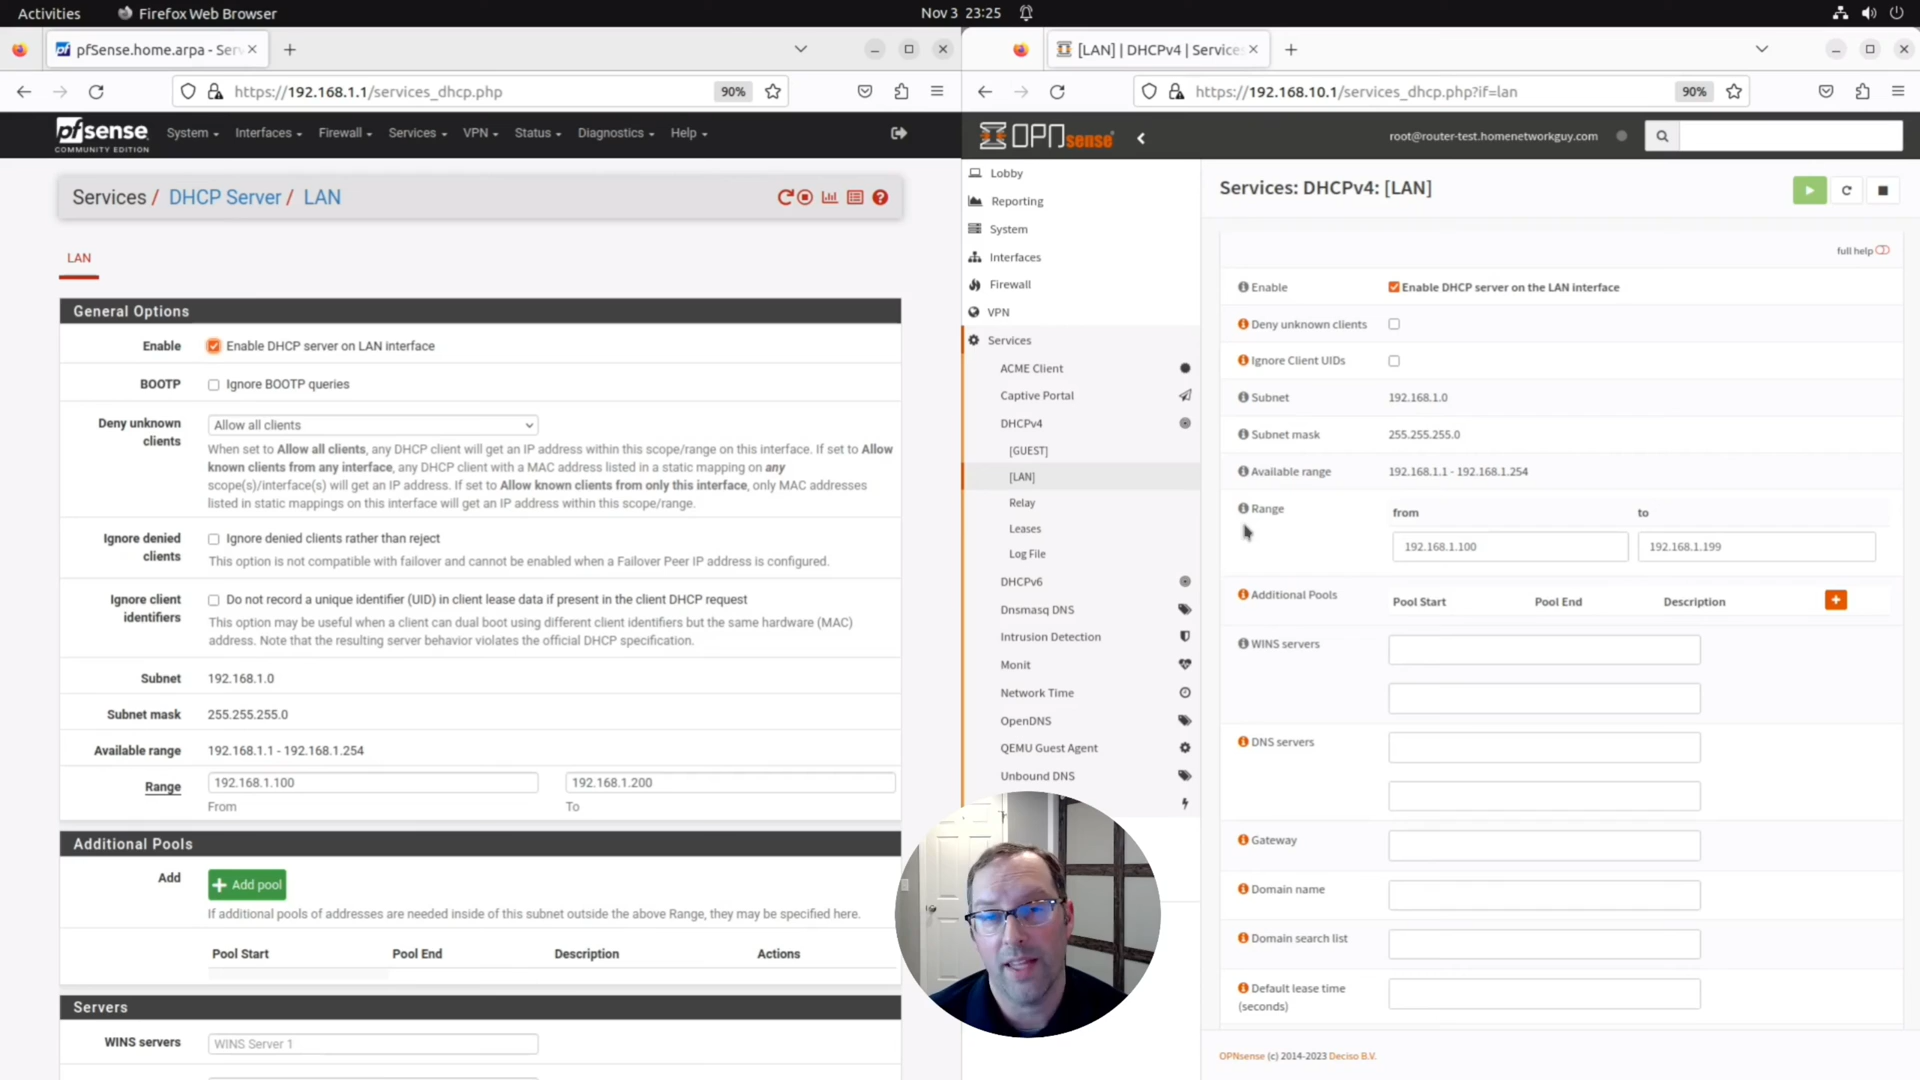 Activities
Firefox Web Browser
Nov 3 23:25
pfSense.home.arpa - Ser
https://192.168.1.1/services_dhcp.php
90%
pfsense
COMMUNITY EDITION
System
Interfaces
Firewall
Services
VPN
Status
Diagnostics
Help
Services / DHCP Server / LAN
LAN
General Options
Enable
Enable DHCP server on LAN interface
BOOTP
Ignore BOOTP queries
Deny unknown
clients
Allow all clients
When set to Allow all clients, any DHCP client will get an IP address within this scope/range on this interface. If set to Allow
known clients from any interface, any DHCP client with a MAC address listed in a static mapping on any
scope(s)/interface(s) will get an IP address. If set to Allow known clients from only this interface, only MAC addresses
listed in static mappings on this interface will get an IP address within this scope/range.
Ignore denied
clients
Ignore denied clients rather than reject
This option is not compatible with failover and cannot be enabled when a Failover Peer IP address is configured.
Ignore client
identifiers
Do not record a unique identifier (UID) in client lease data if present in the client DHCP request
This option may be useful when a client can dual boot using different client identifiers but the same hardware (MAC)
address. Note that the resulting server behavior violates the official DHCP specification.
Subnet
192.168.1.0
Subnet mask
255.255.255.0
Available range
192.168.1.1 - 192.168.1.254
Range
192.168.1.100
192.168.1.200
From
To
Additional Pools
Add
Add pool
If additional pools of addresses are needed inside of this subnet outside the above Range, they may be specified here.
Pool Start
Pool End
Description
Actions
Servers
WINS servers
WINS Server 1
[LAN] | DHCPv4 | Service
https://192.168.10.1/services_dhcp.php?if=lan
90%
OPNsense
root@router-test.homenetworkguy.com
Lobby
Reporting
System
Interfaces
Firewall
VPN
Services
ACME Client
Captive Portal
DHCPv4
[GUEST]
[LAN]
Relay
Leases
Log File
DHCPv6
Dnsmasq DNS
Intrusion Detection
Monit
Network Time
OpenDNS
QEMU Guest Agent
Unbound DNS
Services: DHCPv4: [LAN]
full help
Enable
Enable DHCP server on the LAN interface
Deny unknown clients
Ignore Client UIDs
Subnet
192.168.1.0
Subnet mask
255.255.255.0
Available range
192.168.1.1 - 192.168.1.254
Range
from
to
192.168.1.100
192.168.1.199
Additional Pools
Pool Start
Pool End
Description
WINS servers
DNS servers
Gateway
Domain name
Domain search list
Default lease time
(seconds)
OPNsense (c) 2014-2023 Deciso B.V.